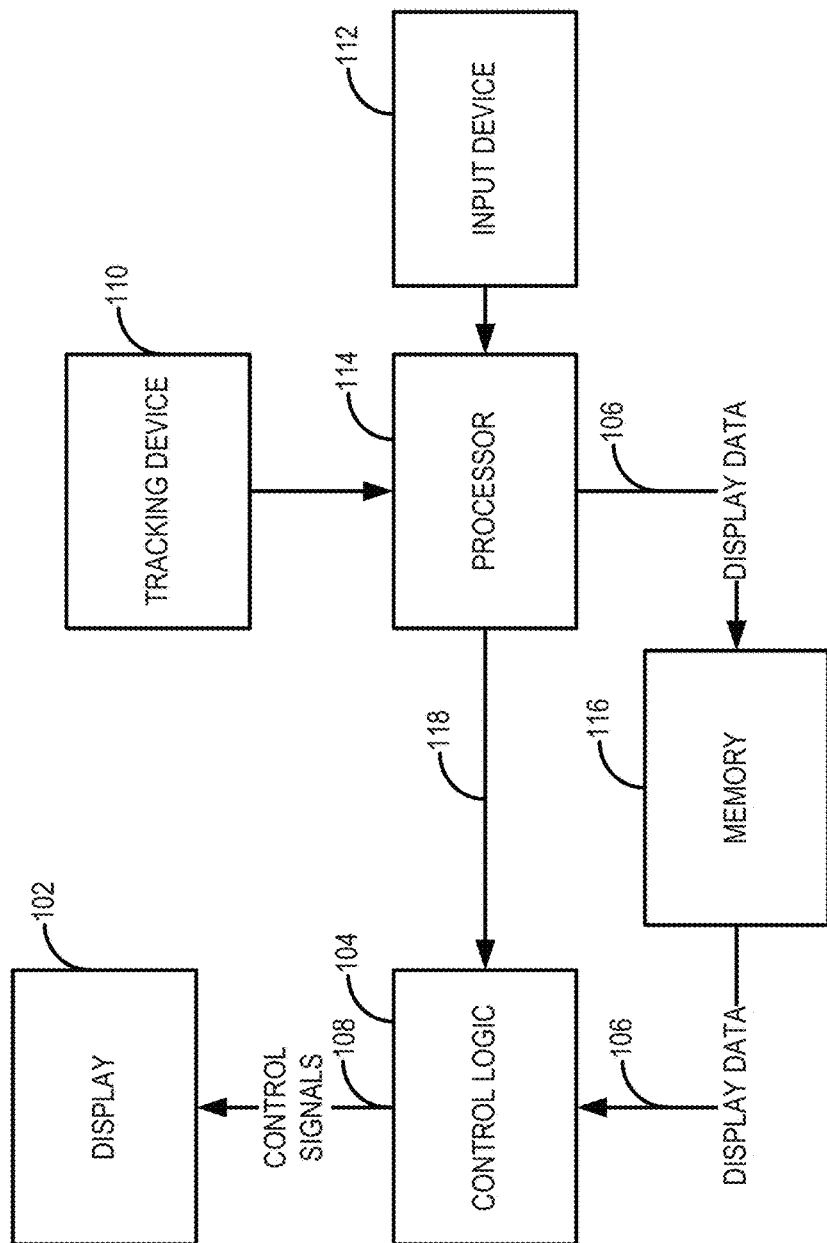 102
110
DISPLAY
TRACKING DEVICE
CONTROL
SIGNALS
108
104
114
112
118
CONTROL LOGIC
PROCESSOR
INPUT DEVICE
106
116
106
DISPLAY DATA
MEMORY
DISPLAY DATA